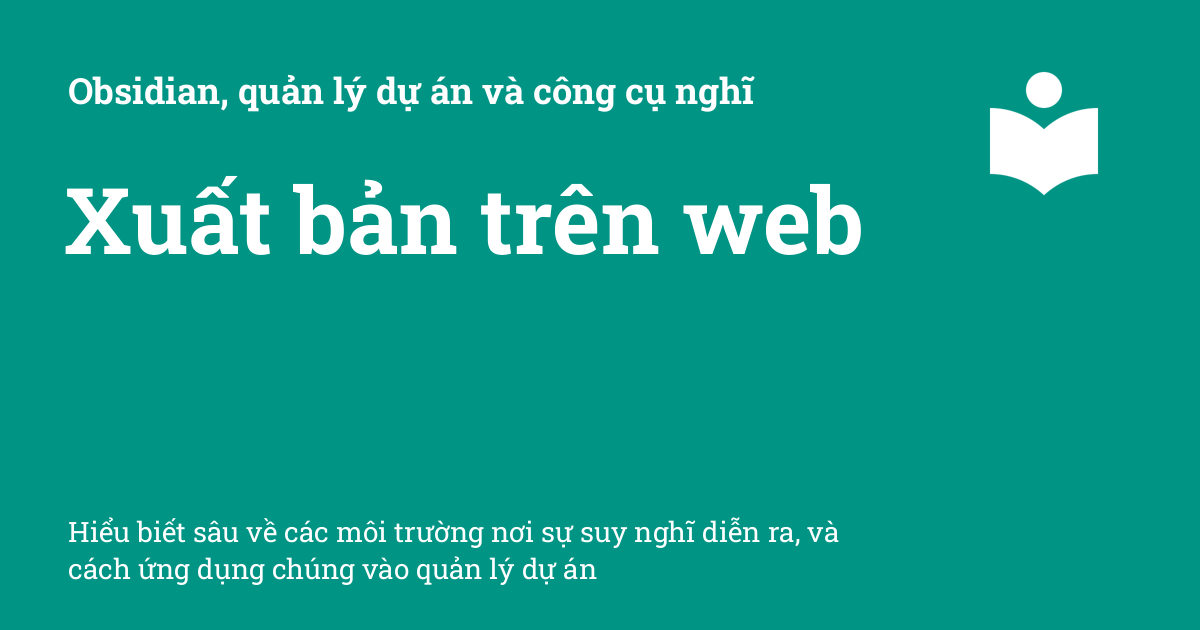 Obsidian, quản lý dự án và công cụ nghĩ
Xuất bản trên web
Hiểu biết sâu về các môi trường nơi sự suy nghĩ diễn ra, và
cách ứng dụng chúng vào quản lý dự án